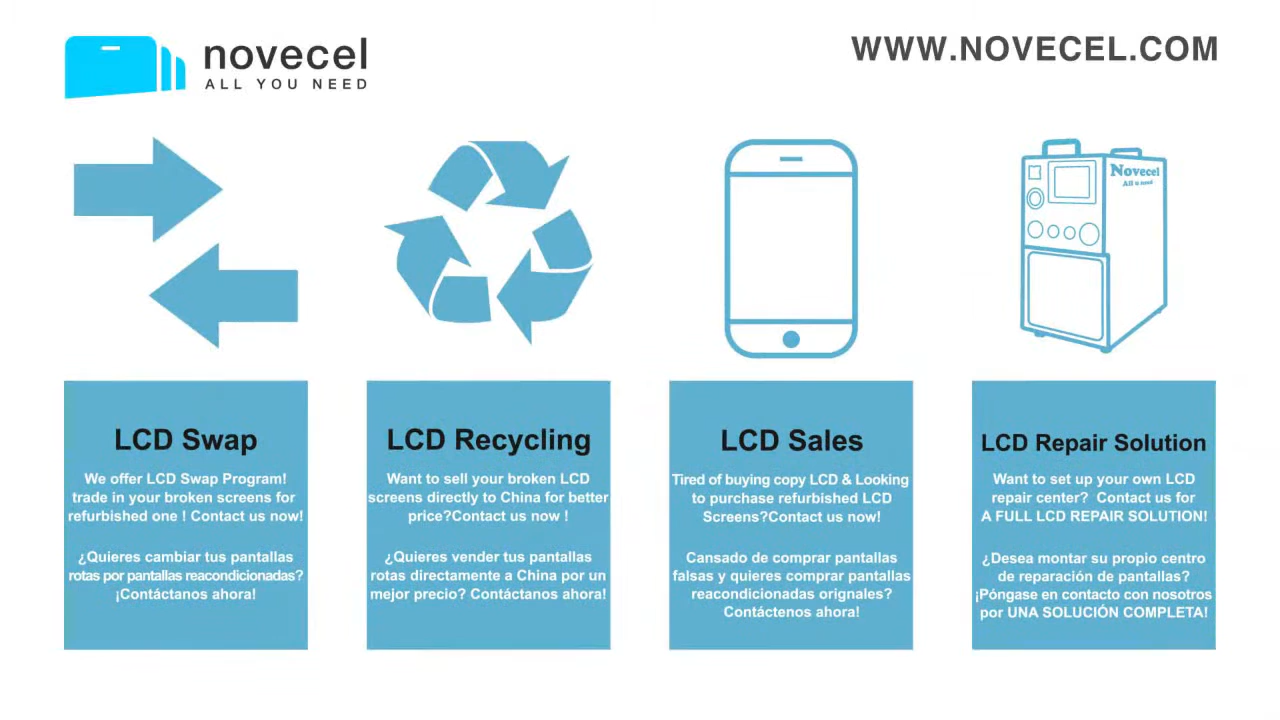 novecel
ALL YOU NEED
WWW.NOVECEL.COM
Novecel
All u need
LCD Swap
We offer LCD Swap Program!
trade in your broken screens for
refurbished one ! Contact us now!
¿Quieres cambiar tus pantallas
rotas por pantallas reacondicionadas?
¡Contáctanos ahora!
LCD Recycling
Want to sell your broken LCD
screens directly to China for better
price?Contact us now !
¿Quieres vender tus pantallas
rotas directamente a China por un
mejor precio? Contáctanos ahora!
LCD Sales
Tired of buying copy LCD & Looking
to purchase refurbished LCD
Screens?Contact us now!
Cansado de comprar pantallas
falsas y quieres comprar pantallas
reacondicionadas orignales?
Contáctenos ahora!
LCD Repair Solution
Want to set up your own LCD
repair center?  Contact us for
A FULL LCD REPAIR SOLUTION!
¿Desea montar su propio centro
de reparación de pantallas?
¡Póngase en contacto con nosotros
por UNA SOLUCIÓN COMPLETA!